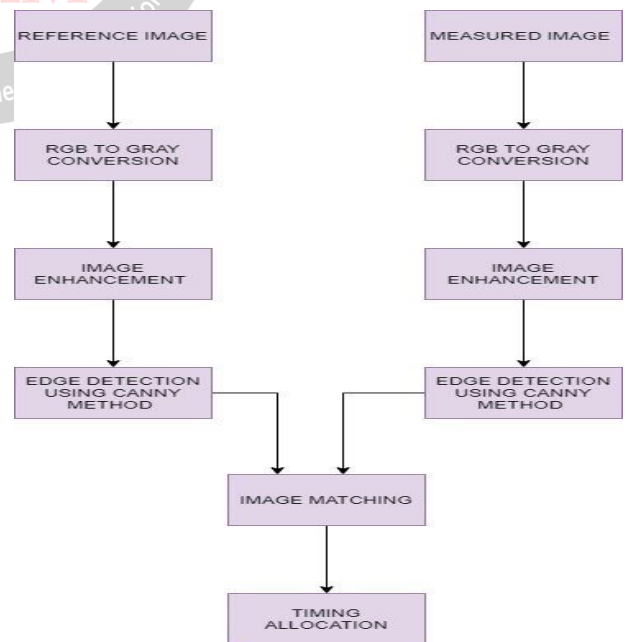 REFERENCE IMAGE
MEASURED IMAGE
RGB TO GRAY
CONVERSION
RGB TO GRAY
CONVERSION
IMAGE
ENHANCEMENT
IMAGE
ENHANCEMENT
EDGE DETECTION
USING CANNY
METHOD
EDGE DETECTION
USING CANNY
METHOD
IMAGE MATCHING
TIMING
ALLOCATION